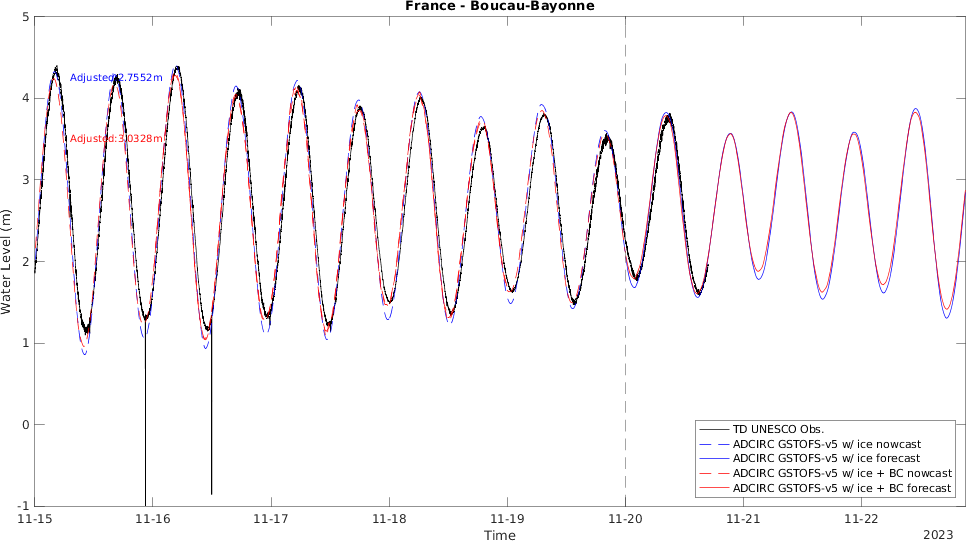 France - Boucau-Bayonne
5
4
3
2
1
0
-1
Water Level (m)
Adjusted:2.7552m
Adjusted:3.0328m
TD UNESCO Obs.
ADCIRC GSTOFS-v5 w/ ice nowcast
ADCIRC GSTOFS-v5 w/ ice forecast
ADCIRC GSTOFS-v5 w/ ice + BC nowcast
ADCIRC GSTOFS-v5 w/ ice + BC forecast
11-15 11-16 11-17 11-18 11-19 11-20 11-21 11-22
Time
2023